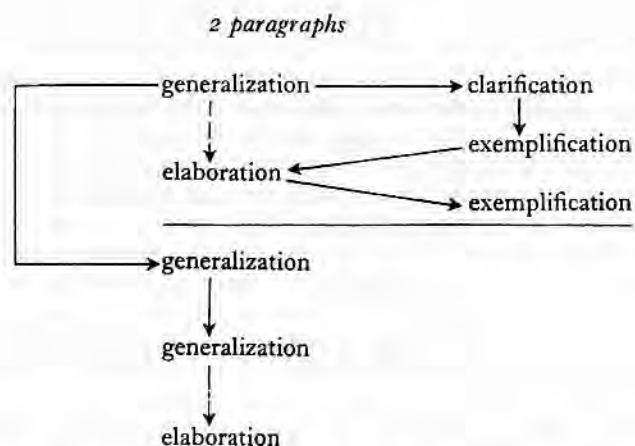 2 paragraphs
generalization clarification
exemplification
elaboration
exemplification
generalization
generalization
elaboration